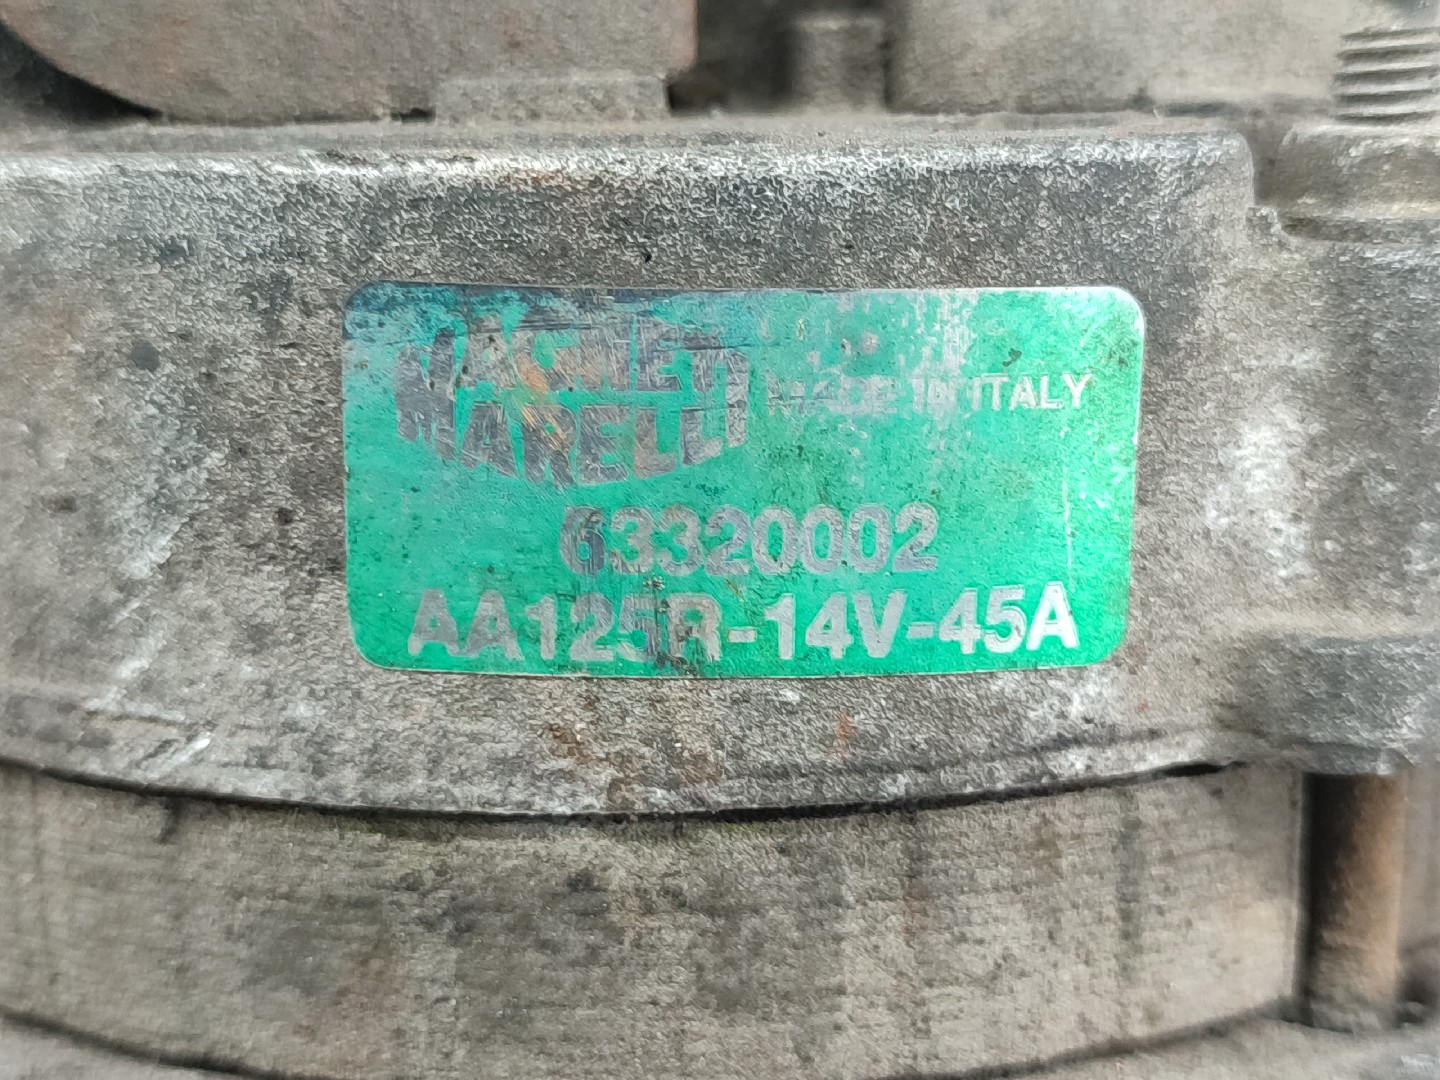 MAGNETI
MARELLI
MADE IN ITALY
63320002
AA125R-14V-45A